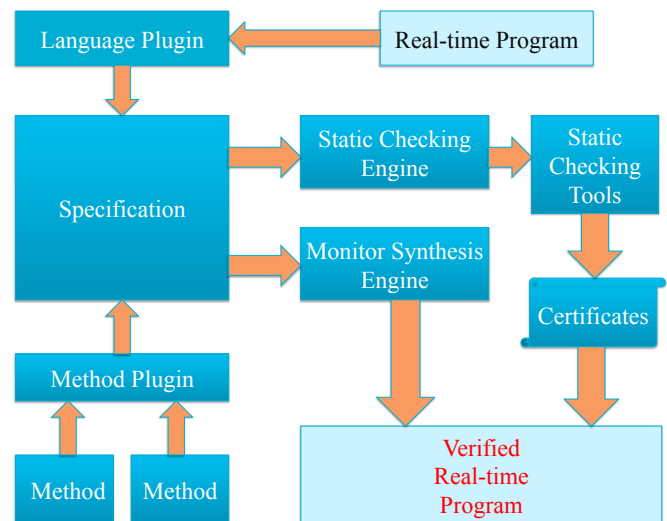 Language Plugin
Real-time Program
Specification
Static Checking
Engine
Static
Checking
Tools
Monitor Synthesis
Engine
Certificates
Method Plugin
Method
Method
Verified
Real-time
Program